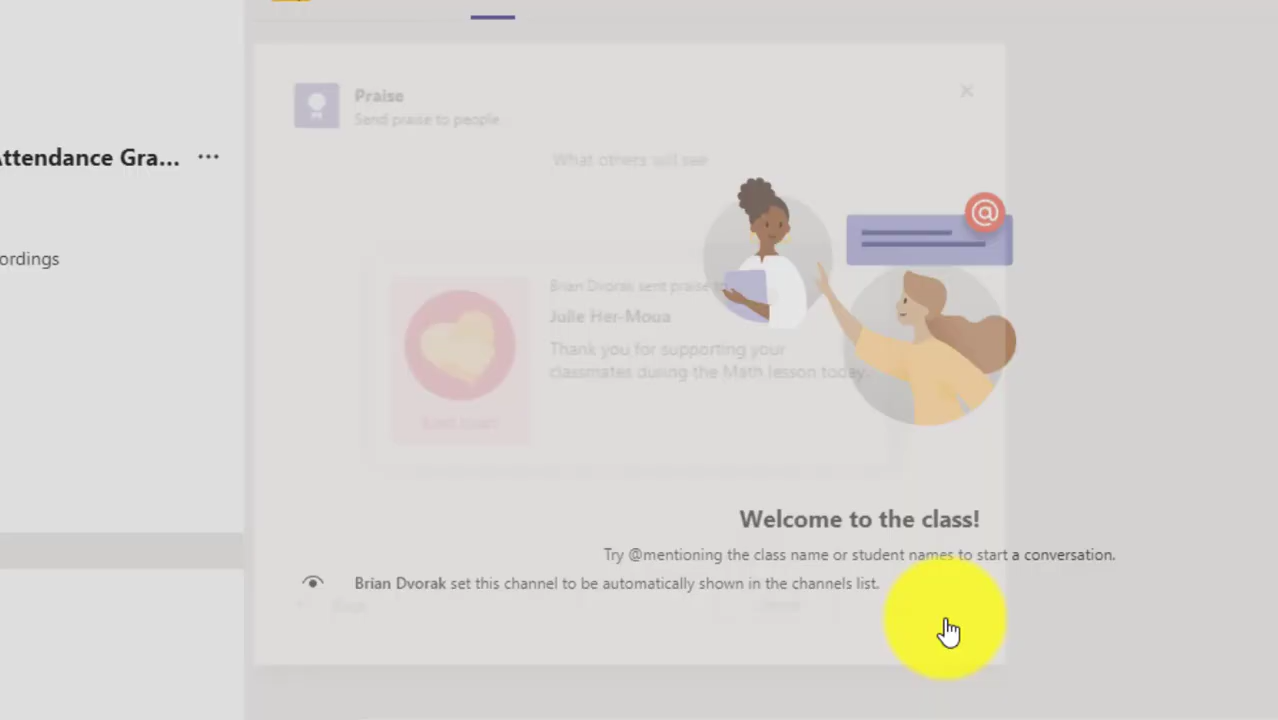 Praise
Send praise to people
What others will see
ttendance Gra... ...
ordings
Brian Dvorak sent praise to
Julie Her-Moua
Thank you for supporting your
classmates during the Math lesson today
Kind heart
@
Welcome to the class!
Try @mentioning the class name or student names to start a conversation.
Brian Dvorak set this channel to be automatically shown in the channels list.